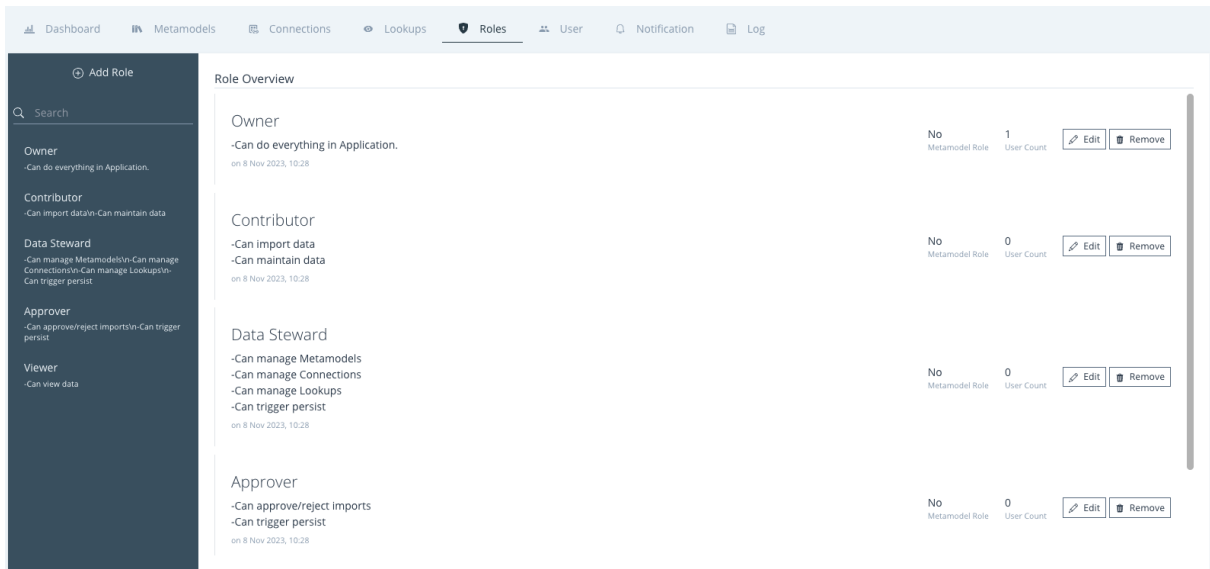 Dashboard Metamodels Connections Lookups Roles User Notification Log
Add Role
Search
Owner
-Can do everything in Application.
Contributor
-Can import data\n-Can maintain data
Data Steward
-Can manage Metamodels\n-Can manage
Connections\n-Can manage Lookups\n-
Can trigger persist
Approver
-Can approve/reject imports\n-Can trigger
persist
Viewer
-Can view data
Role Overview
Owner
-Can do everything in Application.
on 8 Nov 2023, 10:28
No 1 Edit Remove
Metamodel Role User Count
Contributor
-Can import data
-Can maintain data
on 8 Nov 2023, 10:28
No 0 Edit Remove
Metamodel Role User Count
Data Steward
-Can manage Metamodels
-Can manage Connections
-Can manage Lookups
-Can trigger persist
on 8 Nov 2023, 10:28
No 0 Edit Remove
Metamodel Role User Count
Approver
-Can approve/reject imports
-Can trigger persist
on 8 Nov 2023, 10:28
No 0 Edit Remove
Metamodel Role User Count